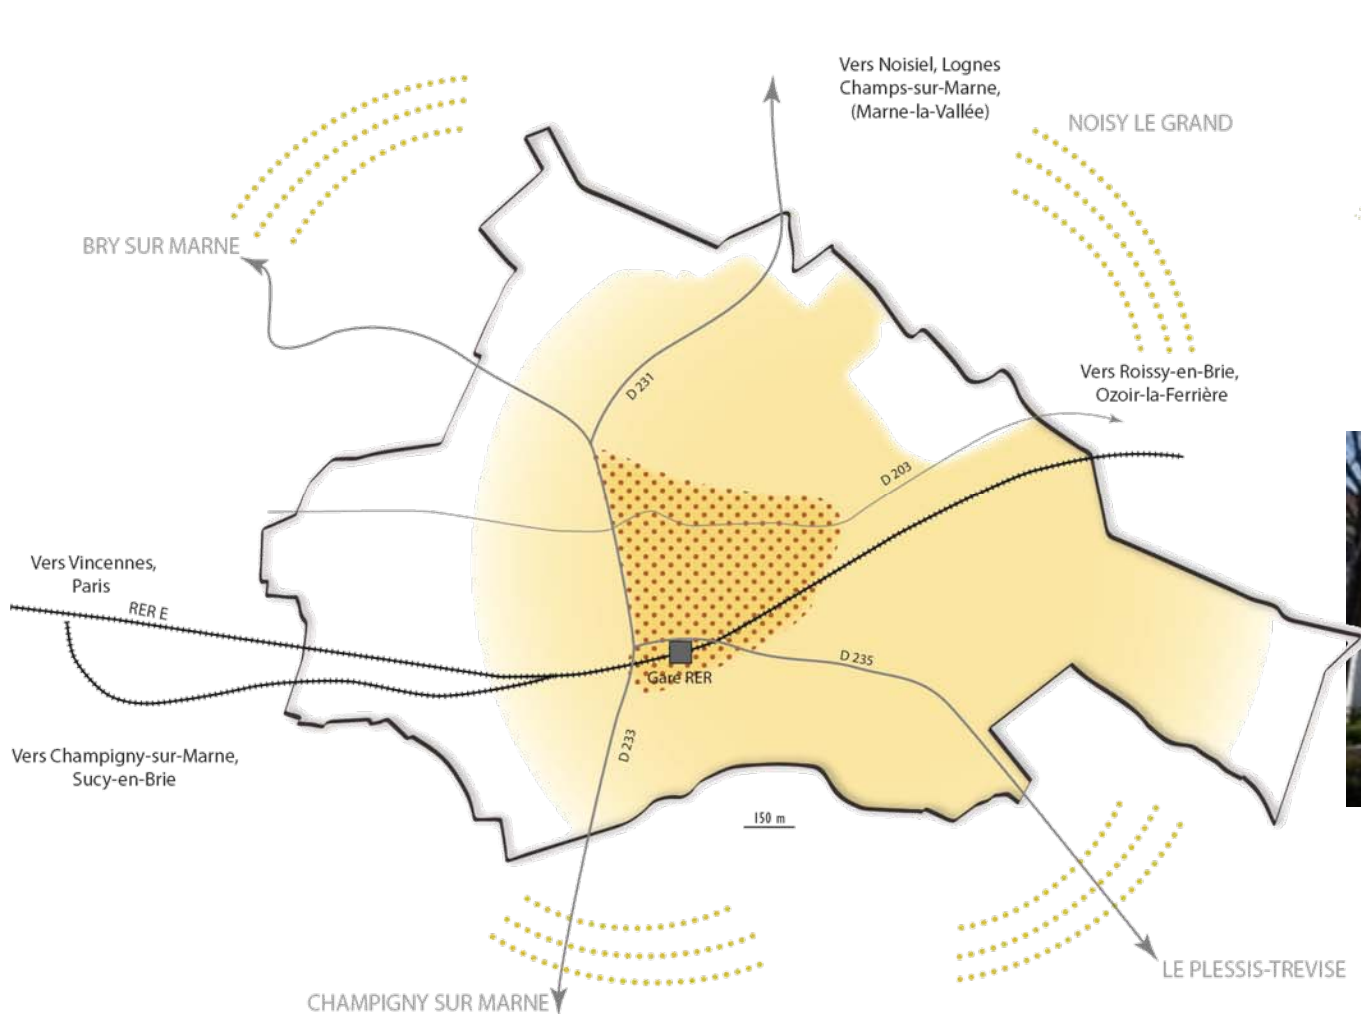 Vers Noisiel, Lognes
Champs-sur-Marne,
(Marne-la-Vallée)
NOISY LE GRAND
BRY SUR MARNE
Vers Roissy-en-Brie,
Ozoir-la-Ferrière
D 231
D 203
Vers Vincennes,
Paris
RER E
D 235
Gare RER
D 233
Vers Champigny-sur-Marne,
Sucy-en-Brie
150 m
LE PLESSIS-TREVISE
CHAMPIGNY SUR MARNE